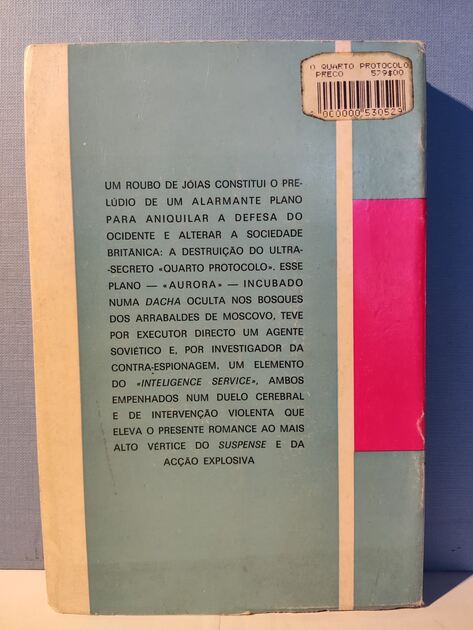 O QUARTO PROTOCOLO
PRECO 579$00
000000 530529
UM ROUBO DE JÓIAS CONSTITUI O PRE-
LÚDIO DE UM ALARMANTE PLANO
PARA ANIQUILAR A DEFESA DO
OCIDENTE E ALTERAR A SOCIEDADE
BRITÂNICA: A DESTRUIÇÃO DO ULTRA-
-SECRETO «QUARTO PROTOCOLO». ESSE
PLANO — «AURORA» — INCUBADO
NUMA DACHA OCULTA NOS BOSQUES
DOS ARRABALDES DE MOSCOVO, TEVE
POR EXECUTOR DIRECTO UM AGENTE
SOVIÉTICO E, POR INVESTIGADOR DA
CONTRA-ESPIONAGEM, UM ELEMENTO
DO «INTELIGENCE SERVICE», AMBOS
EMPENHADOS NUM DUELO CEREBRAL
E DE INTERVENÇÃO VIOLENTA QUE
ELEVA O PRESENTE ROMANCE AO MAIS
ALTO VÉRTICE DO SUSPENSE E DA
ACÇÃO EXPLOSIVA